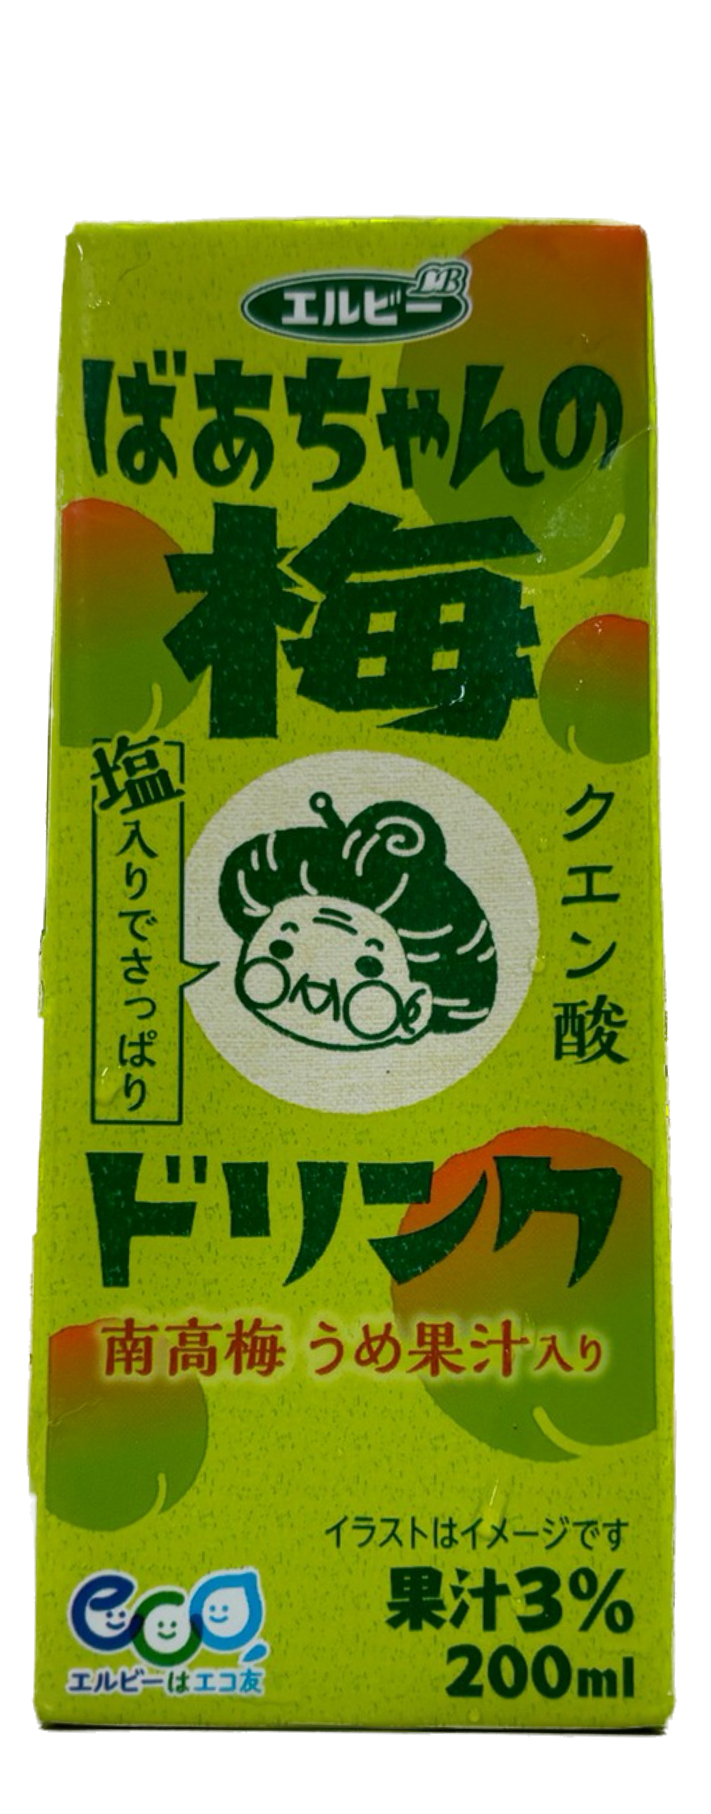 エルビー LB
ばあちゃんの
梅
塩入りでさっぱり
クエン酸
ドリンク
南高梅 うめ果汁入り
イラストはイメージです
果汁3%
200ml
eco
エルビーはエコ友